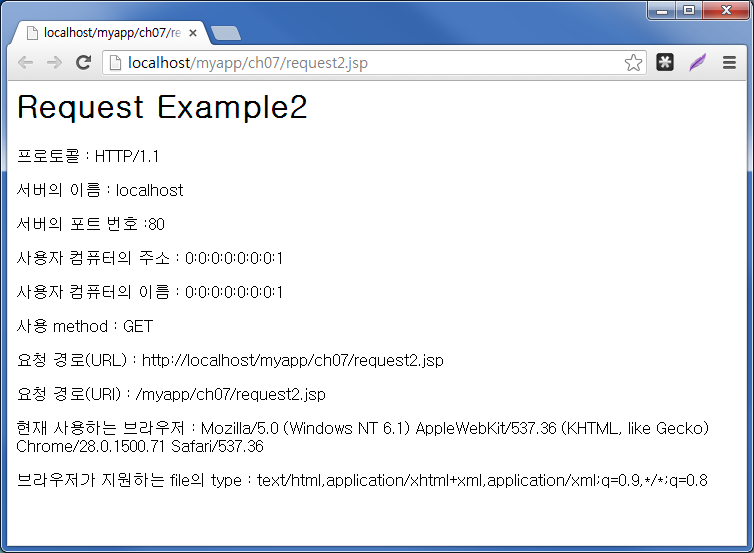 localhost/myapp/ch07/re
localhost/myapp/ch07/request2.jsp
Request Example2
프로토콜 : HTTP/1.1
서버의 이름 : localhost
서버의 포트 번호 :80
사용자 컴퓨터의 주소 : 0:0:0:0:0:0:0:1
사용자 컴퓨터의 이름 : 0:0:0:0:0:0:0:1
사용 method : GET
요청 경로(URL) : http://localhost/myapp/ch07/request2.jsp
요청 경로(URI) : /myapp/ch07/request2.jsp
현재 사용하는 브라우저 : Mozilla/5.0 (Windows NT 6.1) AppleWebKit/537.36 (KHTML, like Gecko)
Chrome/28.0.1500.71 Safari/537.36
브라우저가 지원하는 file의 type : text/html,application/xhtml+xml,application/xml;q=0.9,*/*;q=0.8